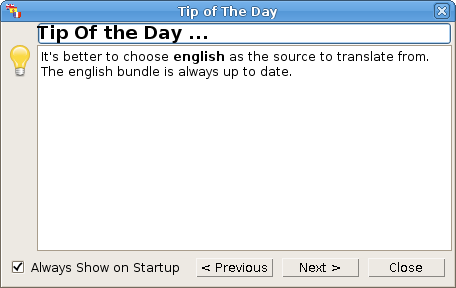 Tip of The Day
Tip Of the Day ...
It's better to choose english as the source to translate from.
The english bundle is always up to date.
Always Show on Startup
< Previous
Next >
Close